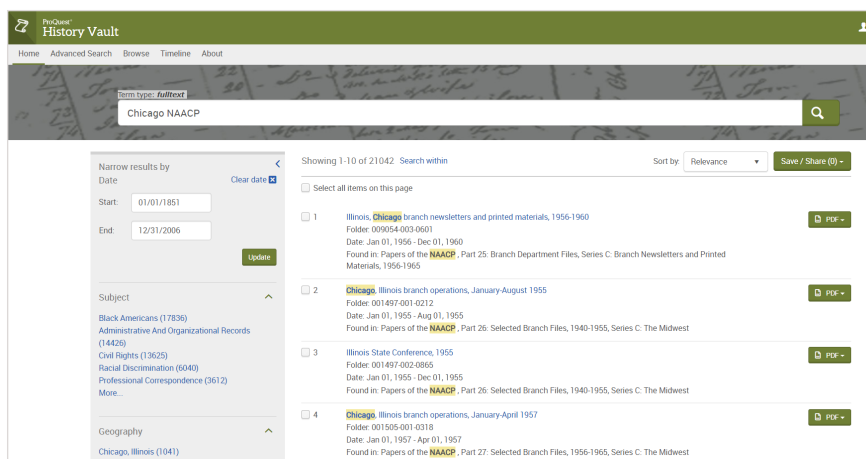 ProQuest®
History Vault
Home Advanced Search Browse Timeline About
Term type: fulltext
Chicago NAACP
Narrow results by
Date Clear date
Start: 01/01/1851
End: 12/31/2006
Update
Subject
Black Americans (17836)
Administrative And Organizational Records
(14426)
Civil Rights (13625)
Racial Discrimination (6040)
Professional Correspondence (3612)
More...
Geography
Chicago, Illinois (1041)
Showing 1-10 of 21042 Search within
Sort by: Relevance
Save / Share (0)
Select all items on this page
1 Illinois, Chicago branch newsletters and printed materials, 1956-1960
PDF
Folder: 009054-003-0601
Date: Jan 01, 1956 - Dec 01, 1960
Found in: Papers of the NAACP , Part 25: Branch Department Files, Series C: Branch Newsletters and Printed
Materials, 1956-1965
2 Chicago, Illinois branch operations, January-August 1955
PDF
Folder: 001497-001-0212
Date: Jan 01, 1955 - Aug 01, 1955
Found in: Papers of the NAACP , Part 26: Selected Branch Files, 1940-1955, Series C: The Midwest
3 Illinois State Conference, 1955
PDF
Folder: 001497-002-0865
Date: Jan 01, 1955 - Dec 01, 1955
Found in: Papers of the NAACP , Part 26: Selected Branch Files, 1940-1955, Series C: The Midwest
4 Chicago, Illinois branch operations, January-April 1957
PDF
Folder: 001505-001-0318
Date: Jan 01, 1957 - Apr 01, 1957
Found in: Papers of the NAACP , Part 27: Selected Branch Files, 1956-1965, Series C: The Midwest